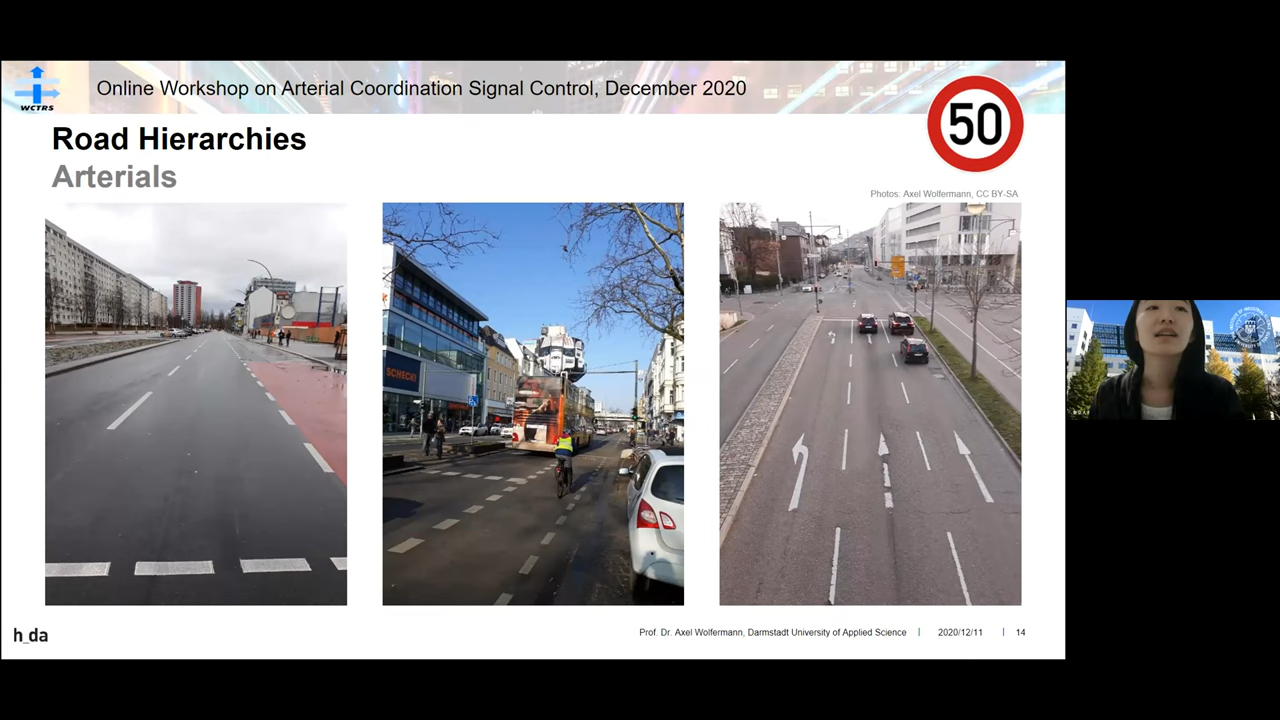 WCTRS
Online Workshop on Arterial Coordination Signal Control, December 2020
50
Road Hierarchies
Arterials
Photos: Axel Wolfermann, CC BY-SA
SCHECK
h_da
Prof. Dr. Axel Wolfermann, Darmstadt University of Applied Science | 2020/12/11 | 14